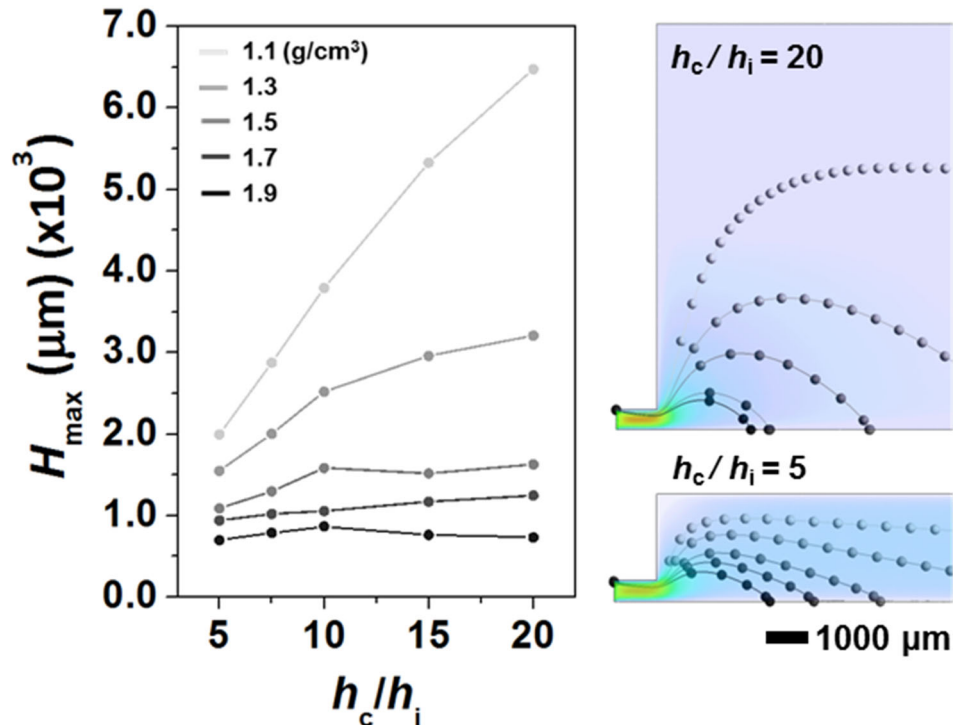 7.0
6.0
5.0
4.0
3.0
2.0
1.0
0.0
H_max (μm) (x10³)
1.1 (g/cm³)
1.3
1.5
1.7
1.9
5
10
15
20
h_c/h_i
h_c / h_i = 20
h_c / h_i = 5
1000 μm